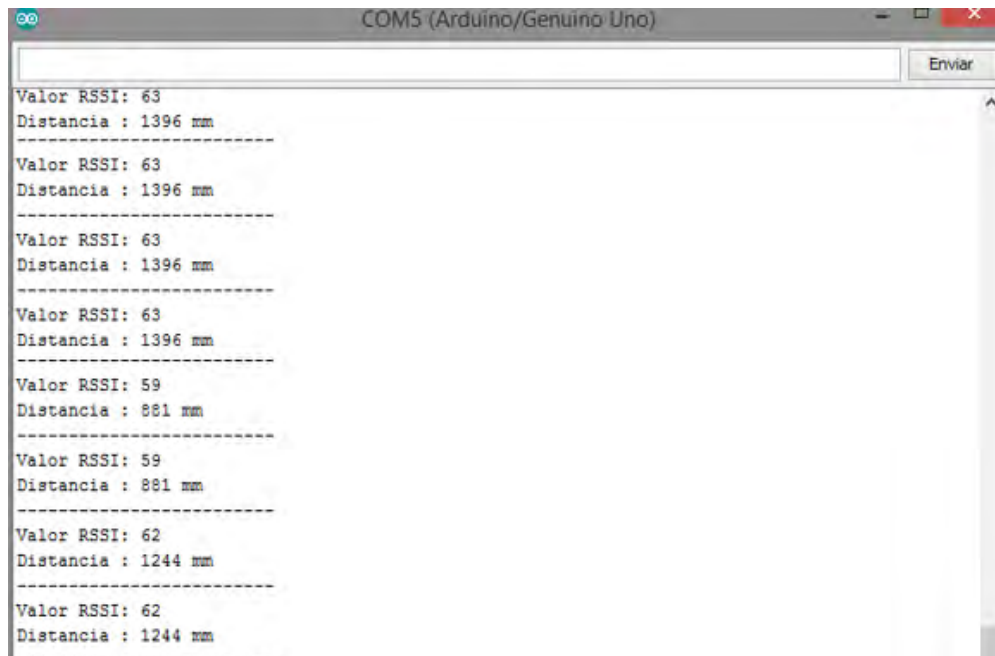 COM5 (Arduino/Genuino Uno)
Enviar
Valor RSSI: 63
Distancia : 1396 mm
-------------------------
Valor RSSI: 63
Distancia : 1396 mm
-------------------------
Valor RSSI: 63
Distancia : 1396 mm
-------------------------
Valor RSSI: 63
Distancia : 1396 mm
-------------------------
Valor RSSI: 59
Distancia : 881 mm
-------------------------
Valor RSSI: 59
Distancia : 881 mm
-------------------------
Valor RSSI: 62
Distancia : 1244 mm
-------------------------
Valor RSSI: 62
Distancia : 1244 mm